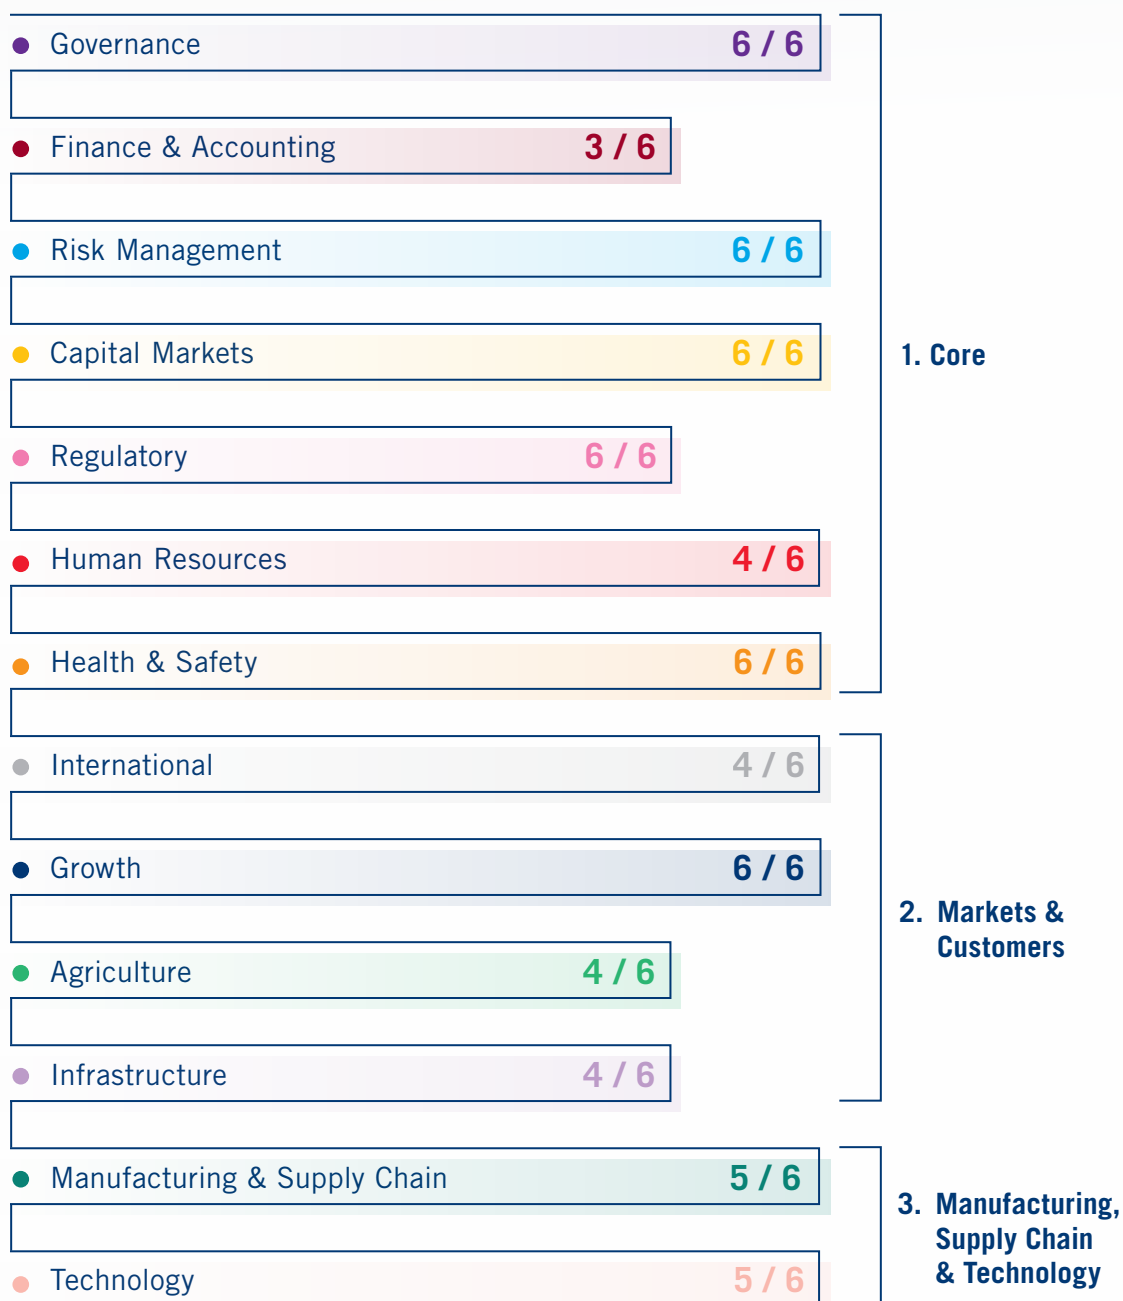 Governance 6 / 6
Finance & Accounting 3 / 6
Risk Management 6 / 6
Capital Markets 6 / 6
1. Core
Regulatory 6 / 6
Human Resources 4 / 6
Health & Safety 6 / 6
International 4 / 6
Growth 6 / 6
2. Markets &
Customers
Agriculture 4 / 6
Infrastructure 4 / 6
Manufacturing & Supply Chain 5 / 6
3. Manufacturing,
Supply Chain
& Technology
Technology 5 / 6